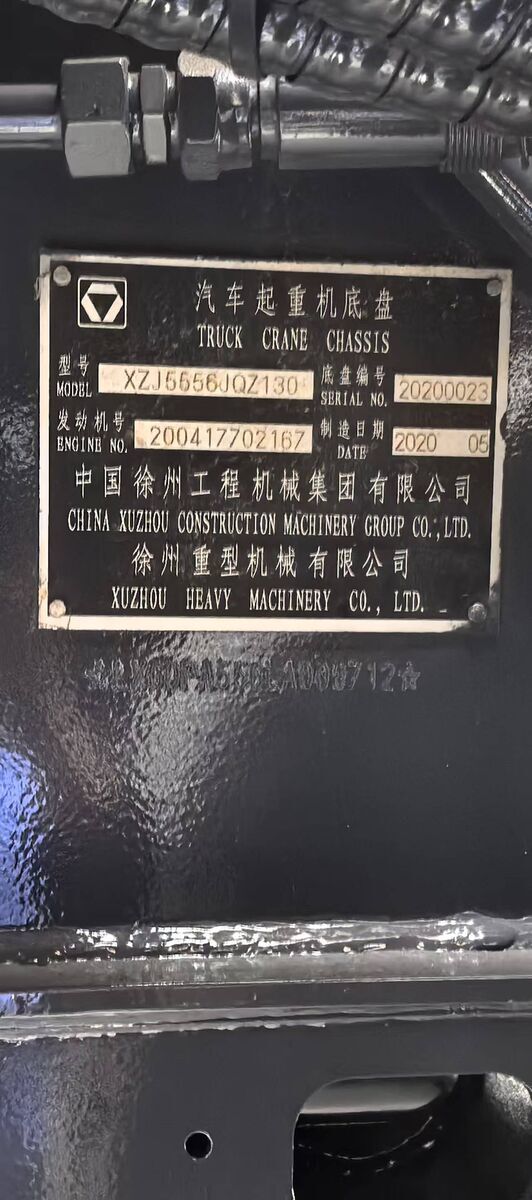 汽车起重机底盘
TRUCK CRANE CHASSIS
型号 MODEL XZJ5556JQZ130 底盘编号 SERIAL NO. 20200023
发动机号 ENGINE NO. 200417702167 制造日期 DATE 2020 05
中国徐州工程机械集团有限公司
CHINA XUZHOU CONSTRUCTION MACHINERY GROUP CO.,LTD.
徐州重型机械有限公司
XUZHOU HEAVY MACHINERY CO., LTD.